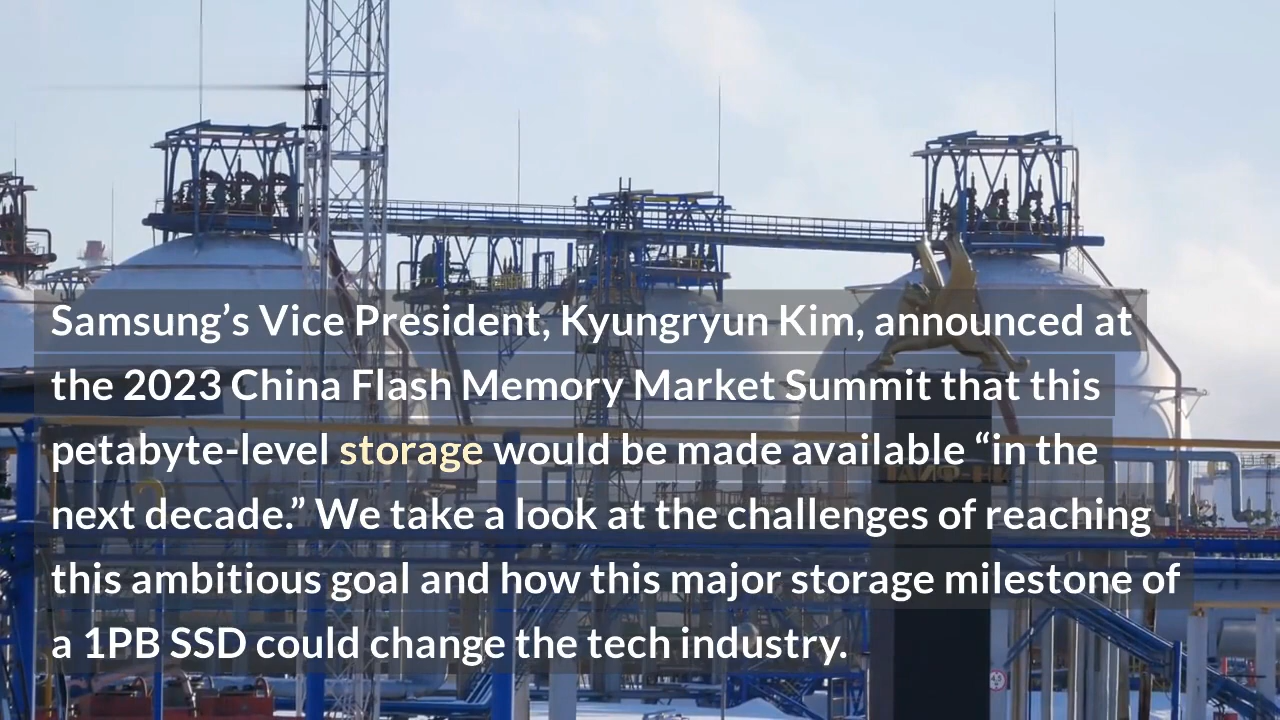 Samsung’s Vice President, Kyungryun Kim, announced at
the 2023 China Flash Memory Market Summit that this
petabyte-level storage would be made available “in the
next decade.” We take a look at the challenges of reaching
this ambitious goal and how this major storage milestone of
a 1PB SSD could change the tech industry.